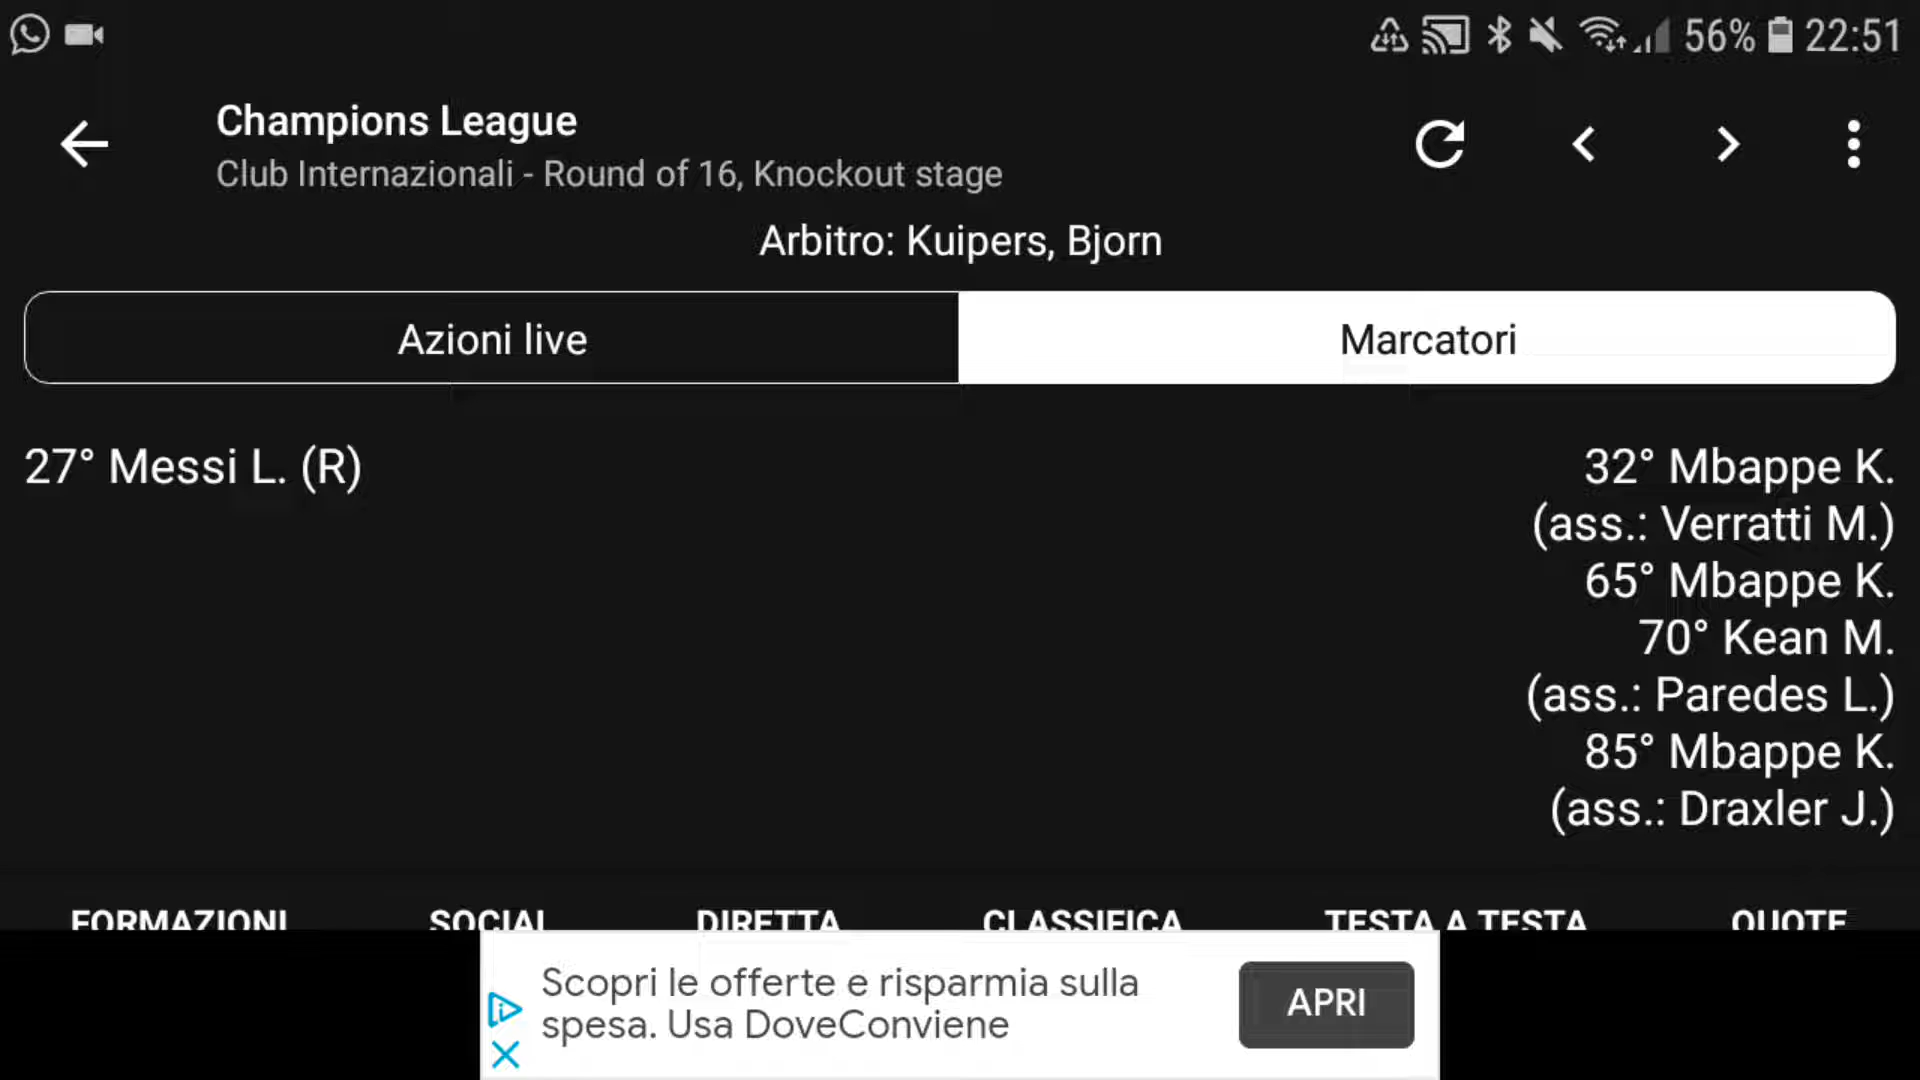 56% 22:51
Champions League
Club Internazionali - Round of 16, Knockout stage
Arbitro: Kuipers, Bjorn
Azioni live
Marcatori
27° Messi L. (R)
32° Mbappe K.
(ass.: Verratti M.)
65° Mbappe K.
70° Kean M.
(ass.: Paredes L.)
85° Mbappe K.
(ass.: Draxler J.)
FORMAZIONI
SOCIAL
DIRETTA
CLASSIFICA
TESTA A TESTA
QUOTE
Scopri le offerte e risparmia sulla
spesa. Usa DoveConviene
APRI